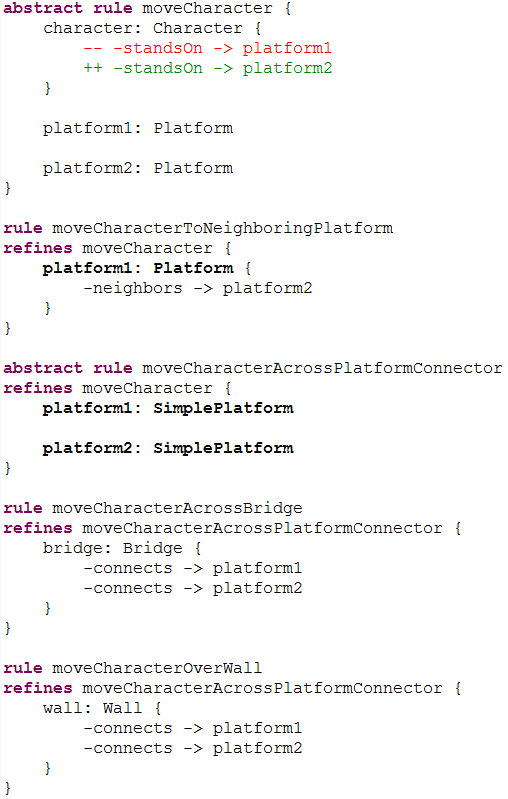 abstract rule moveCharacter {
    character: Character {
        -- -standsOn -> platform1
        ++ -standsOn -> platform2
    }

    platform1: Platform

    platform2: Platform
}

rule moveCharacterToNeighboringPlatform
refines moveCharacter {
    platform1: Platform {
        -neighbors -> platform2
    }
}

abstract rule moveCharacterAcrossPlatformConnector
refines moveCharacter {
    platform1: SimplePlatform

    platform2: SimplePlatform
}

rule moveCharacterAcrossBridge
refines moveCharacterAcrossPlatformConnector {
    bridge: Bridge {
        -connects -> platform1
        -connects -> platform2
    }
}

rule moveCharacterOverWall
refines moveCharacterAcrossPlatformConnector {
    wall: Wall {
        -connects -> platform1
        -connects -> platform2
    }
}